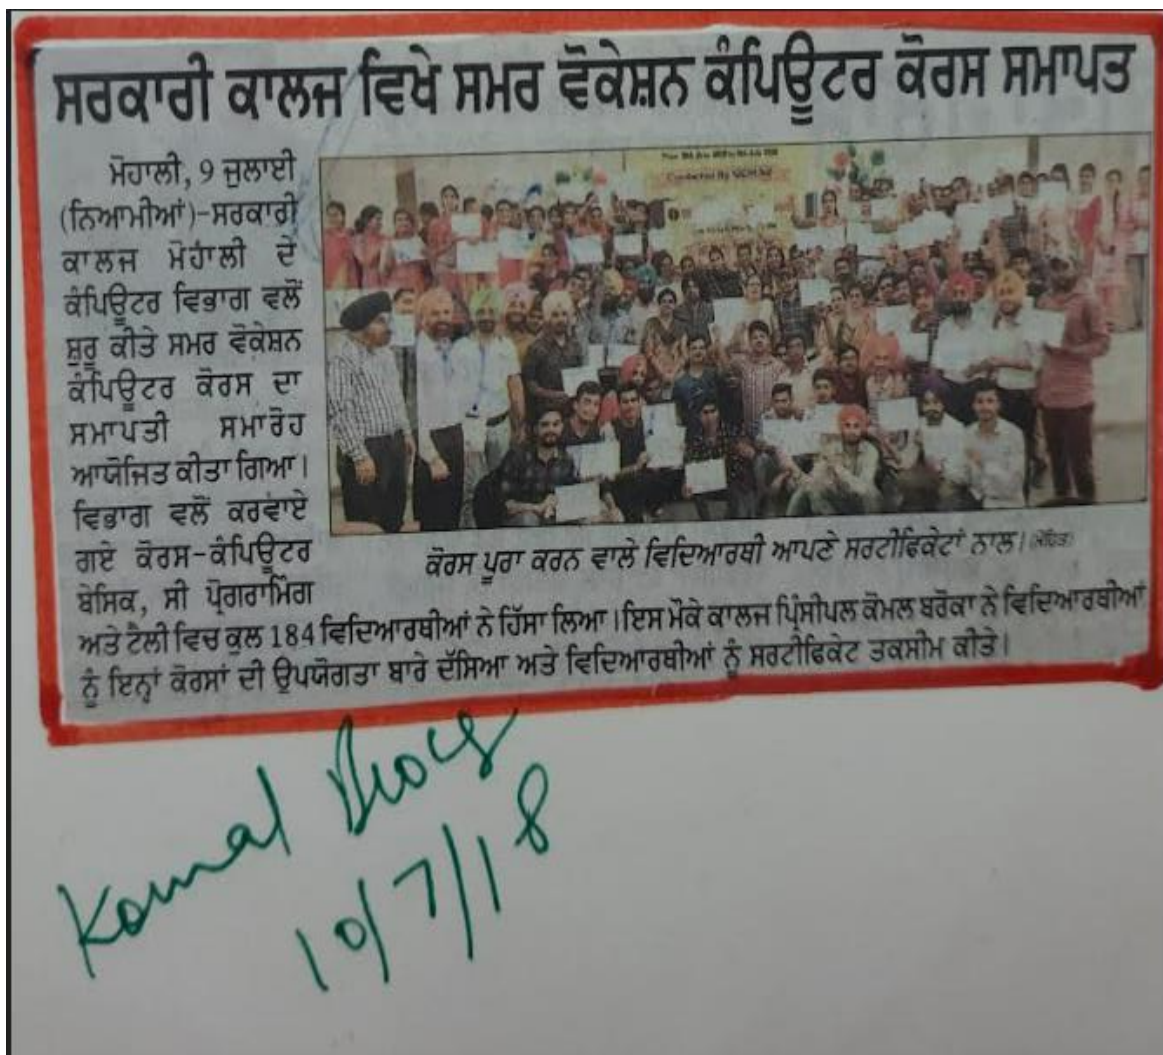 ਸਰਕਾਰੀ ਕਾਲਜ ਵਿਖੇ ਸਮਰ ਵੋਕੇਸ਼ਨ ਕੰਪਿਊਟਰ ਕੋਰਸ ਸਮਾਪਤ
ਮੋਹਾਲੀ, 9 ਜੁਲਾਈ
(ਨਿਆਮੀਆਂ)-ਸਰਕਾਰੀ
ਕਾਲਜ ਮੋਹਾਲੀ ਦੇ
ਕੰਪਿਊਟਰ ਵਿਭਾਗ ਵਲੋਂ
ਸ਼ੁਰੂ ਕੀਤੇ ਸਮਰ ਵੋਕੇਸ਼ਨ
ਕੰਪਿਊਟਰ ਕੋਰਸ ਦਾ
ਸਮਾਪਤੀ ਸਮਾਰੋਹ
ਆਯੋਜਿਤ ਕੀਤਾ ਗਿਆ।
ਵਿਭਾਗ ਵਲੋਂ ਕਰਵਾਏ
ਗਏ ਕੋਰਸ-ਕੰਪਿਊਟਰ
ਬੇਸਿਕ, ਸੀ ਪ੍ਰੋਗਰਾਮਿੰਗ
ਅਤੇ ਟੈਲੀ ਵਿਚ ਕੁਲ 184 ਵਿਦਿਆਰਥੀਆਂ ਨੇ ਹਿੱਸਾ ਲਿਆ। ਇਸ ਮੌਕੇ ਕਾਲਜ ਪ੍ਰਿੰਸੀਪਲ ਕੋਮਲ ਬਰੋਕਾ ਨੇ ਵਿਦਿਆਰਥੀਆਂ
ਨੂੰ ਇਨ੍ਹਾਂ ਕੋਰਸਾਂ ਦੀ ਉਪਯੋਗਤਾ ਬਾਰੇ ਦੱਸਿਆ ਅਤੇ ਵਿਦਿਆਰਥੀਆਂ ਨੂੰ ਸਰਟੀਫਿਕੇਟ ਤਕਸੀਮ ਕੀਤੇ।
ਕੋਰਸ ਪੂਰਾ ਕਰਨ ਵਾਲੇ ਵਿਦਿਆਰਥੀ ਆਪਣੇ ਸਰਟੀਫਿਕੇਟਾਂ ਨਾਲ।
Conducted By
Komal
10/7/18